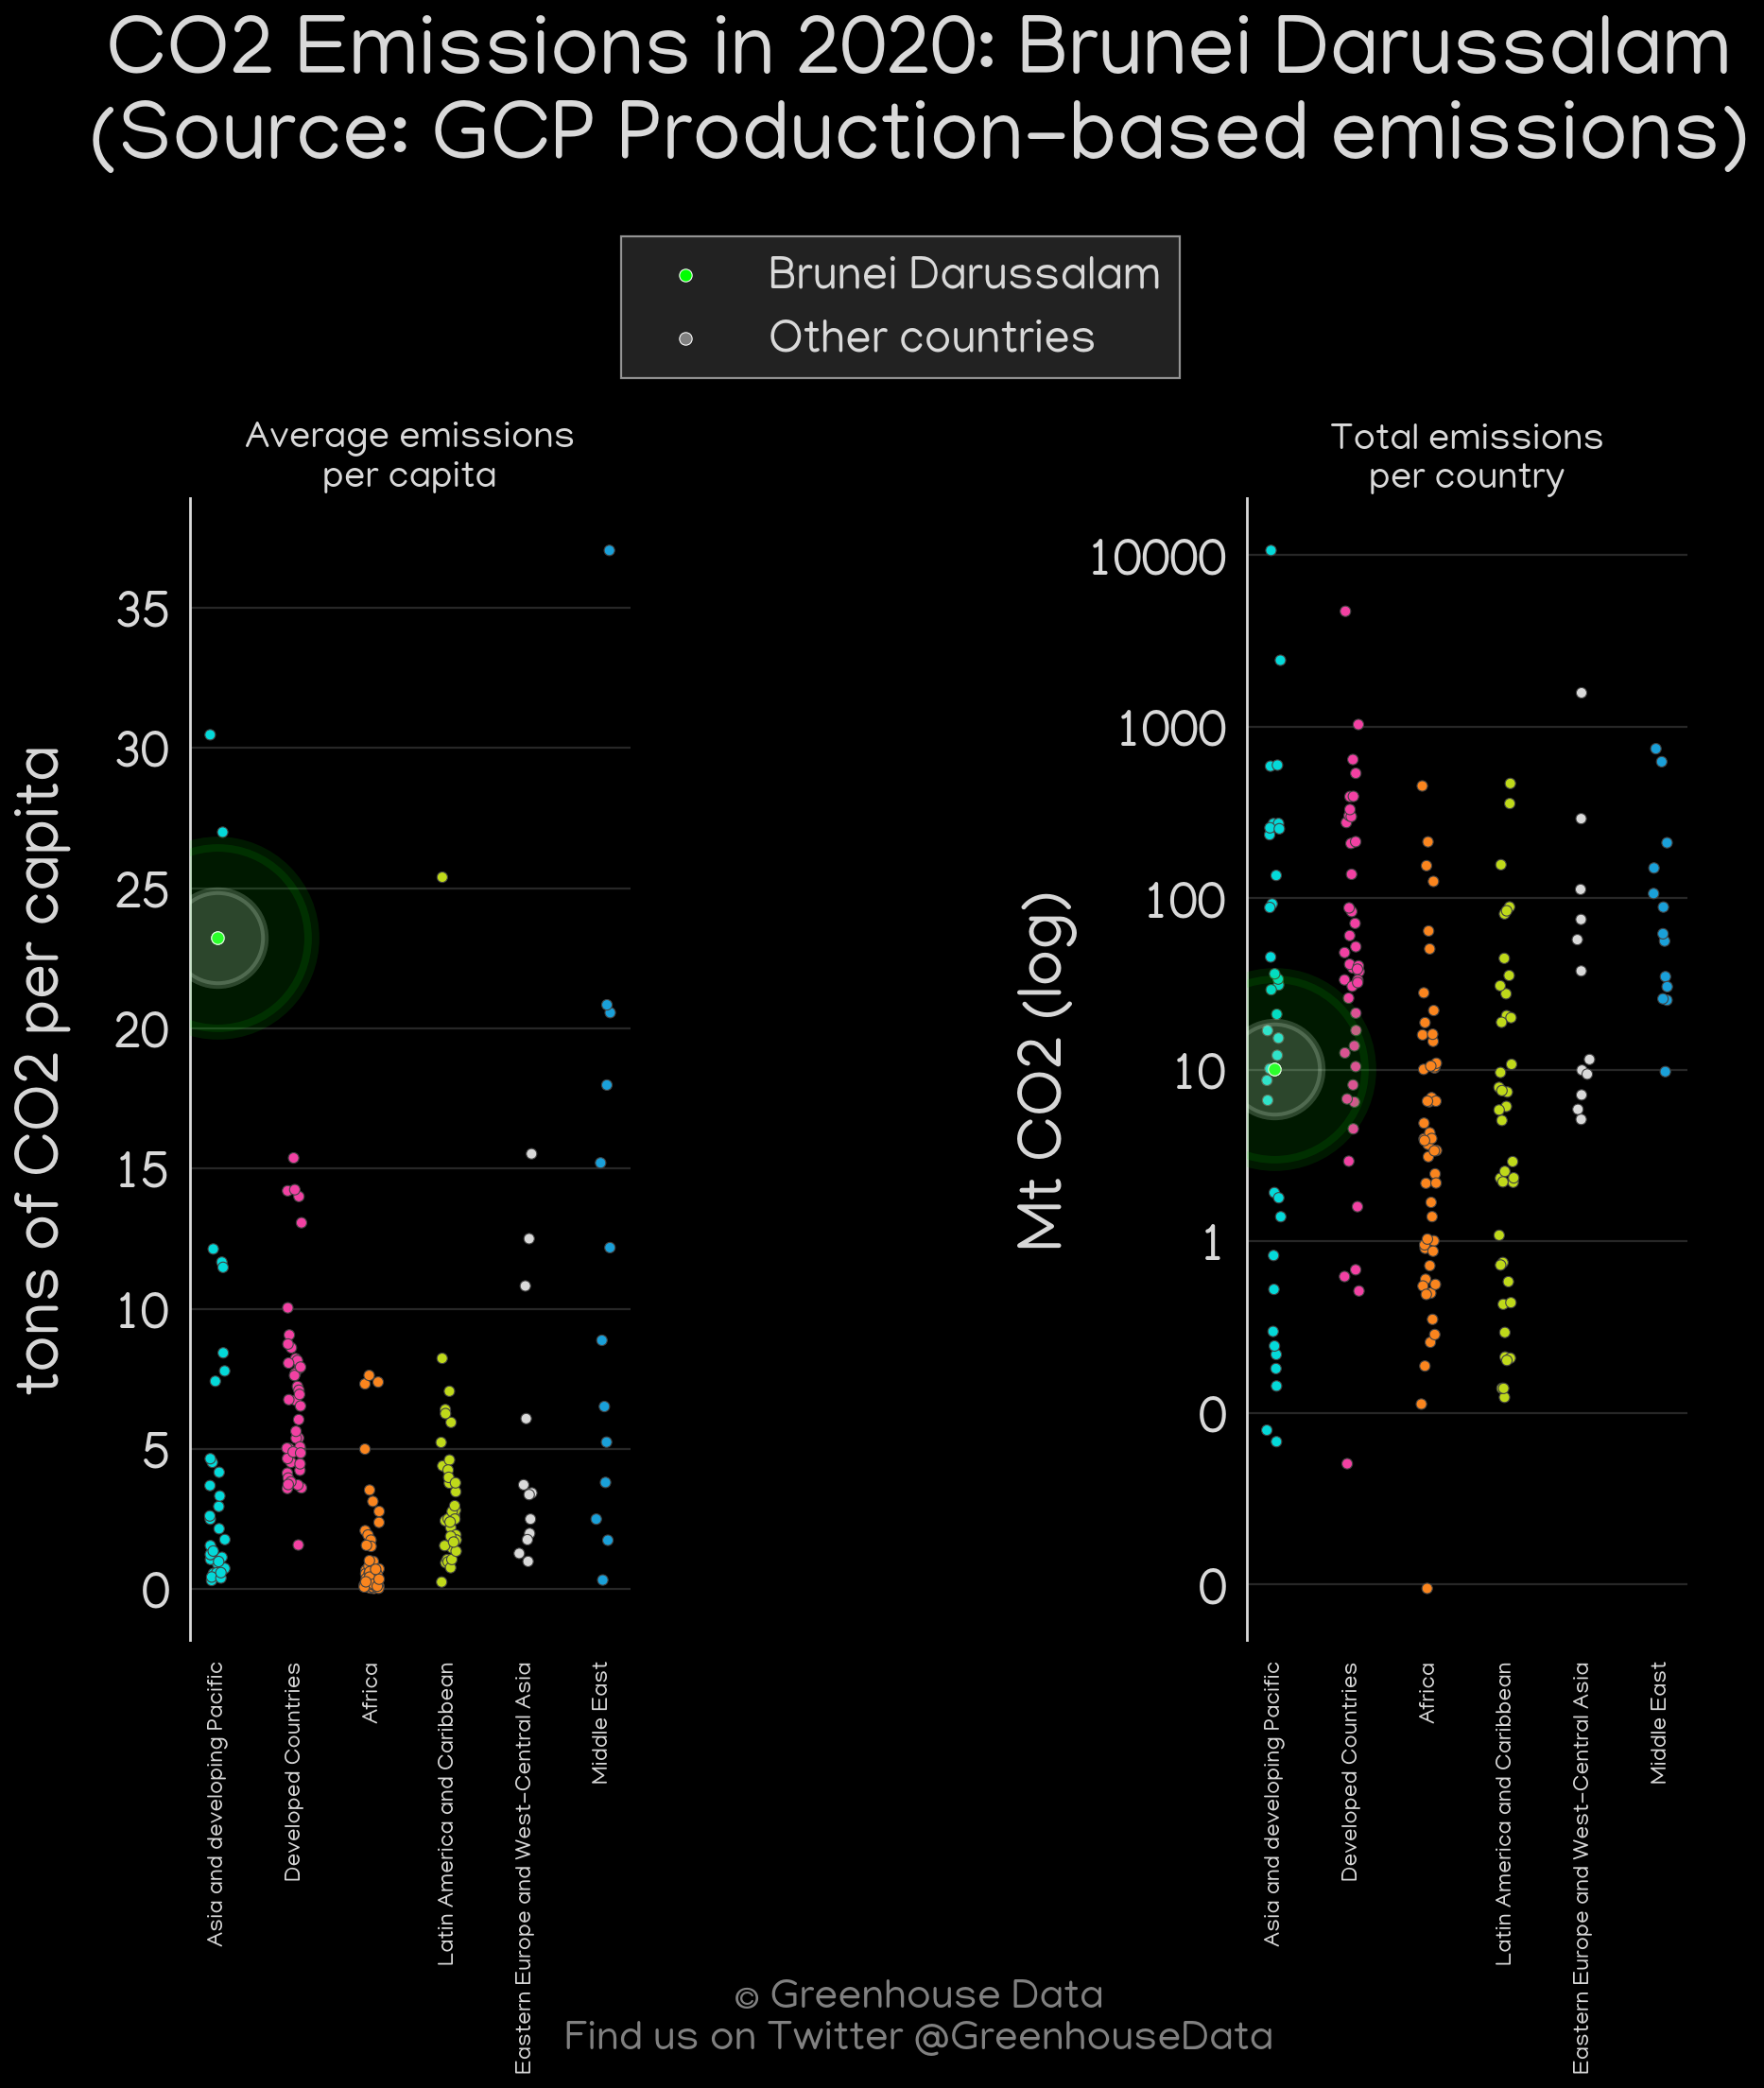 CO2 Emissions in 2020: Brunei Darussalam
(Source: GCP Production-based emissions)
Brunei Darussalam
Other countries
Average emissions
per capita
tons of CO2 per capita
35
30
25
20
15
10
5
0
Asia and developing Pacific
Developed Countries
Africa
Latin America and Caribbean
Eastern Europe and West-Central Asia
Middle East
Total emissions
per country
Mt CO2 (log)
10000
1000
100
10
1
0
0
Asia and developing Pacific
Developed Countries
Africa
Latin America and Caribbean
Eastern Europe and West-Central Asia
Middle East
© Greenhouse Data
Find us on Twitter @GreenhouseData